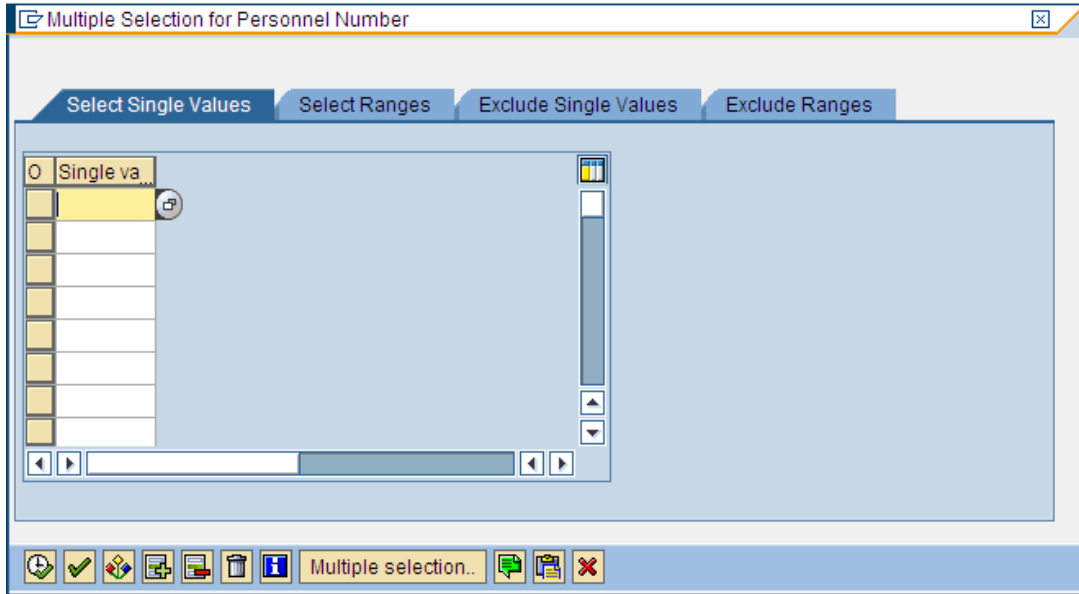 Multiple Selection for Personnel Number
Select Single Values Select Ranges Exclude Single Values Exclude Ranges
O Single va...
Multiple selection..